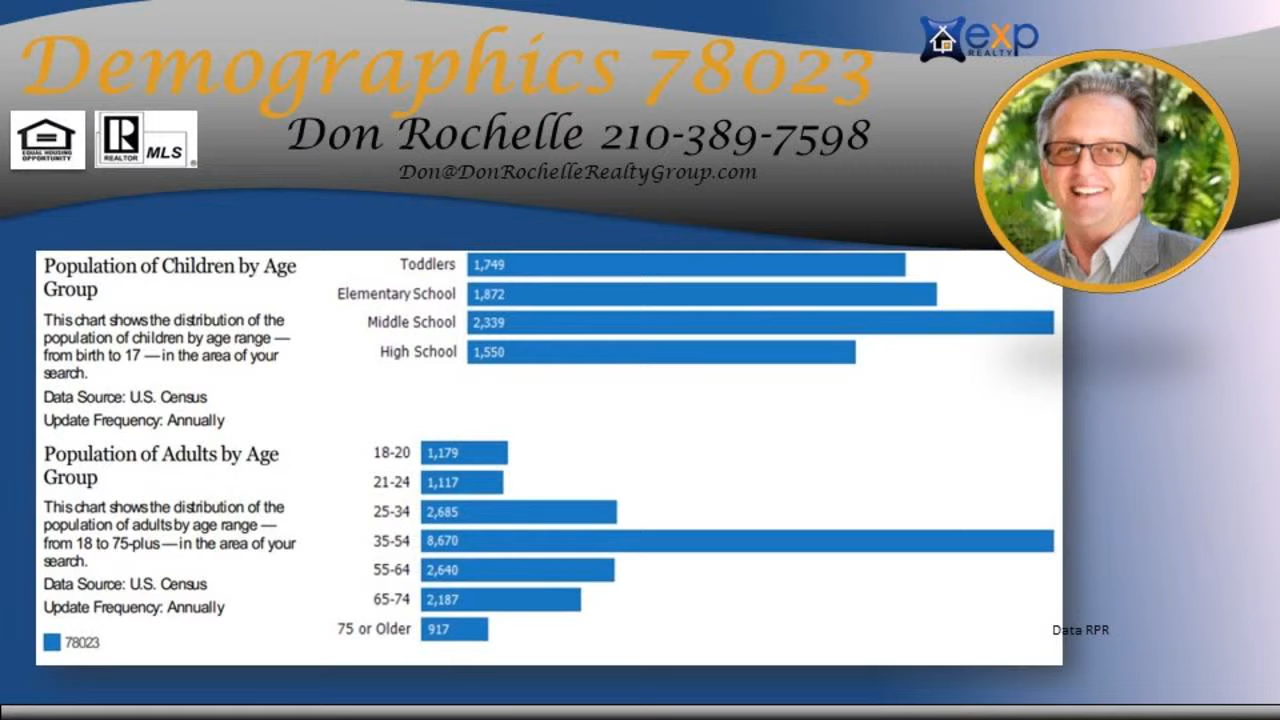 Demographics 78023
exp
REALTY
EQUAL HOUSING
OPPORTUNITY
R
REALTOR
MLS
®
Don Rochelle 210-389-7598
Don@DonRochelleRealtyGroup.com
Population of Children by Age
Group
This chart shows the distribution of the
population of children by age range —
from birth to 17 — in the area of your
search.
Data Source: U.S. Census
Update Frequency: Annually
Toddlers 1,749
Elementary School 1,872
Middle School 2,339
High School 1,550
Population of Adults by Age
Group
This chart shows the distribution of the
population of adults by age range —
from 18 to 75-plus — in the area of your
search.
Data Source: U.S. Census
Update Frequency: Annually
78023
18-20 1,179
21-24 1,117
25-34 2,685
35-54 8,670
55-64 2,640
65-74 2,187
75 or Older 917
Data RPR